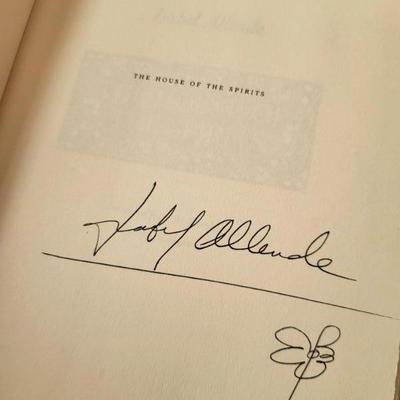 THE HOUSE OF THE SPIRITS
Isabel Allende